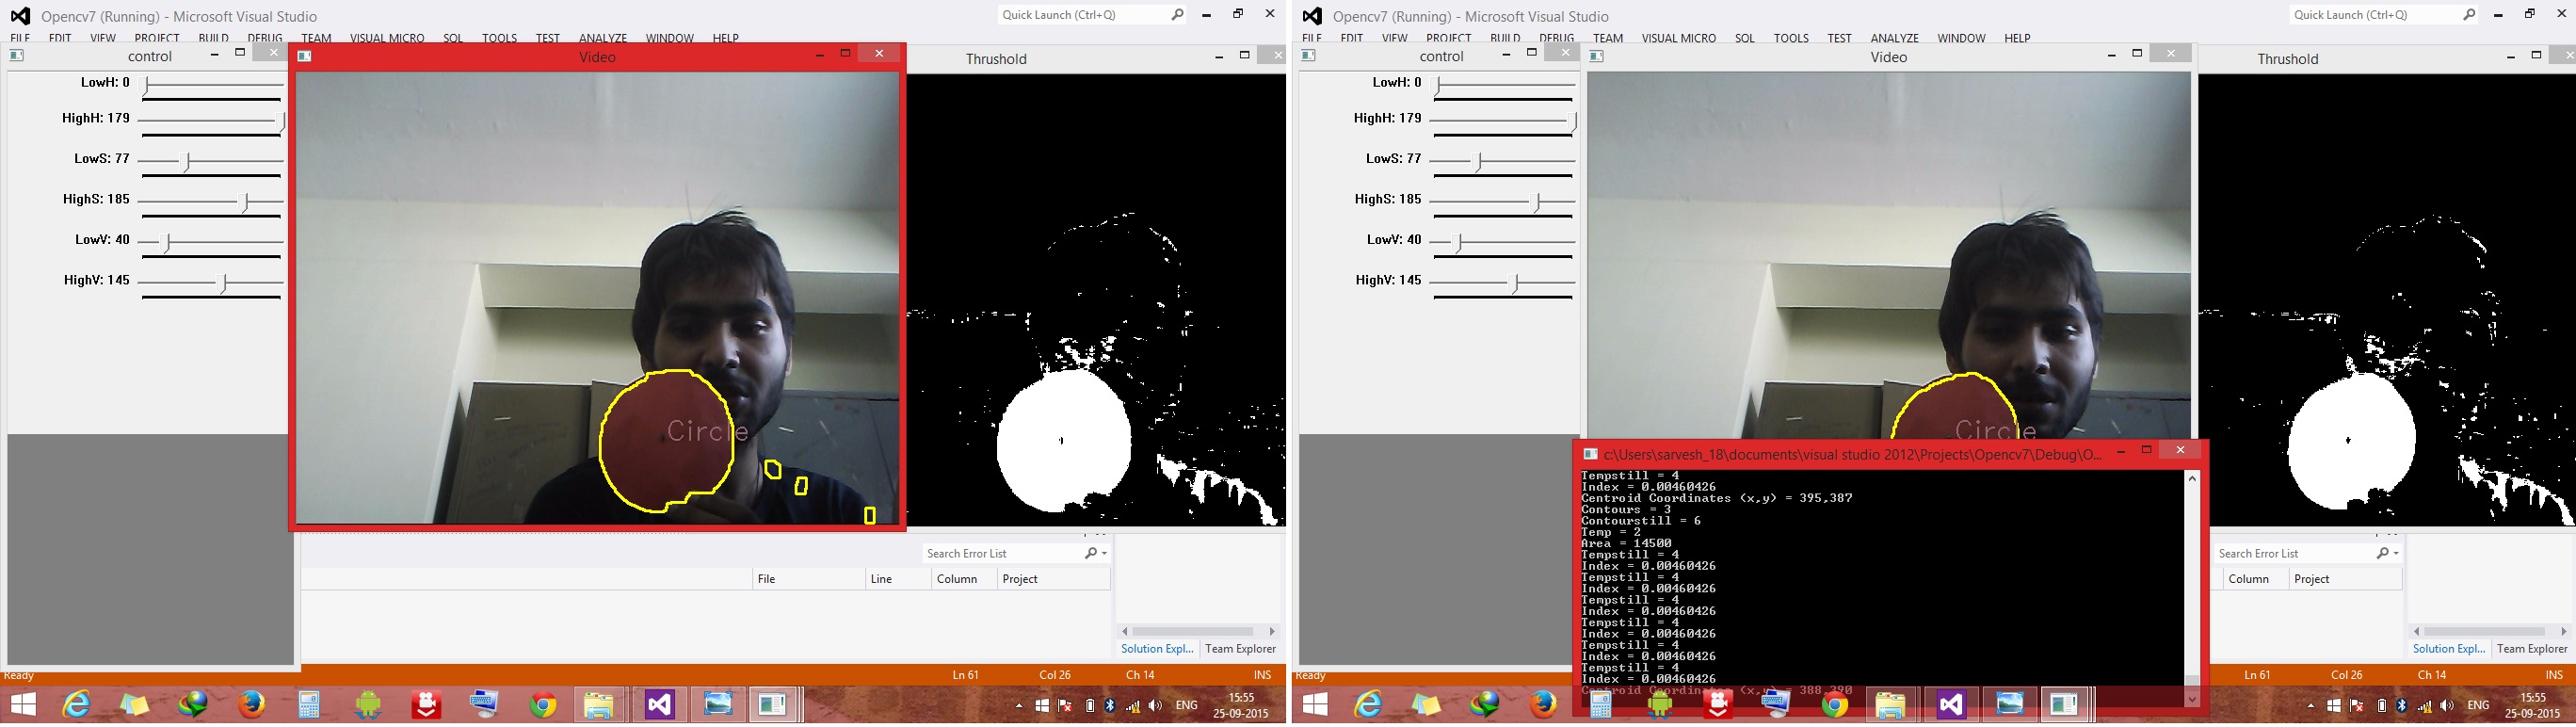 Opencv7 (Running) - Microsoft Visual Studio
Quick Launch (Ctrl+Q)
FILE EDIT VIEW PROJECT BUILD DEBUG TEAM VISUAL MICRO SQL TOOLS TEST ANALYZE WINDOW HELP
control
Video
Thrushold
LowH: 0
HighH: 179
LowS: 77
HighS: 185
LowV: 40
HighV: 145
Circle
Search Error List
File Line Column Project
Solution Expl... Team Explorer
Ready
Ln 61 Col 26 Ch 14 INS
ENG
15:55
25-09-2015
Opencv7 (Running) - Microsoft Visual Studio
Quick Launch (Ctrl+Q)
FILE EDIT VIEW PROJECT BUILD DEBUG TEAM VISUAL MICRO SQL TOOLS TEST ANALYZE WINDOW HELP
control
Video
Thrushold
LowH: 0
HighH: 179
LowS: 77
HighS: 185
LowV: 40
HighV: 145
Circle
c:\Users\sarvesh_18\documents\visual studio 2012\Projects\Opencv7\Debug\O...
Tempstill = 4
Index = 0.00460426
Centroid Coordinates (x,y) = 395,387
Contours = 3
Contourstill = 6
Temp = 2
Area = 14500
Tempstill = 4
Index = 0.00460426
Tempstill = 4
Index = 0.00460426
Tempstill = 4
Index = 0.00460426
Tempstill = 4
Index = 0.00460426
Tempstill = 4
Index = 0.00460426
Tempstill = 4
Index = 0.00460426
Centroid Coordinates (x,y) = 388,390
Search Error List
Column Project
Solution Expl... Team Explorer
Ready
Ln 61 Col 26 Ch 14 INS
ENG
15:55
25-09-2015